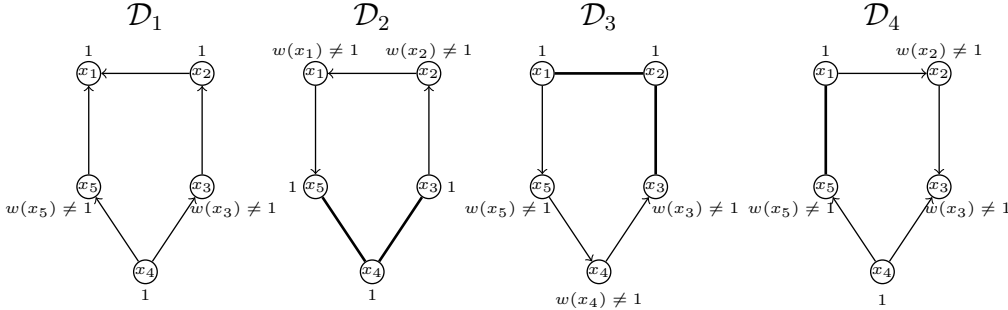 D₁ D₂ D₃ D₄
1 1 w(x₁) ≠ 1 w(x₂) ≠ 1 1 1 1 w(x₂) ≠ 1
x₁ x₂ x₁ x₂ x₁ x₂ x₁ x₂
x₅ x₃ 1 x₅ x₃ 1 x₅ x₃ x₅ x₃
w(x₅) ≠ 1 w(x₃) ≠ 1 w(x₅) ≠ 1 w(x₃) ≠ 1 w(x₅) ≠ 1 w(x₃) ≠ 1
x₄ x₄ x₄ x₄
1 1 w(x₄) ≠ 1 1